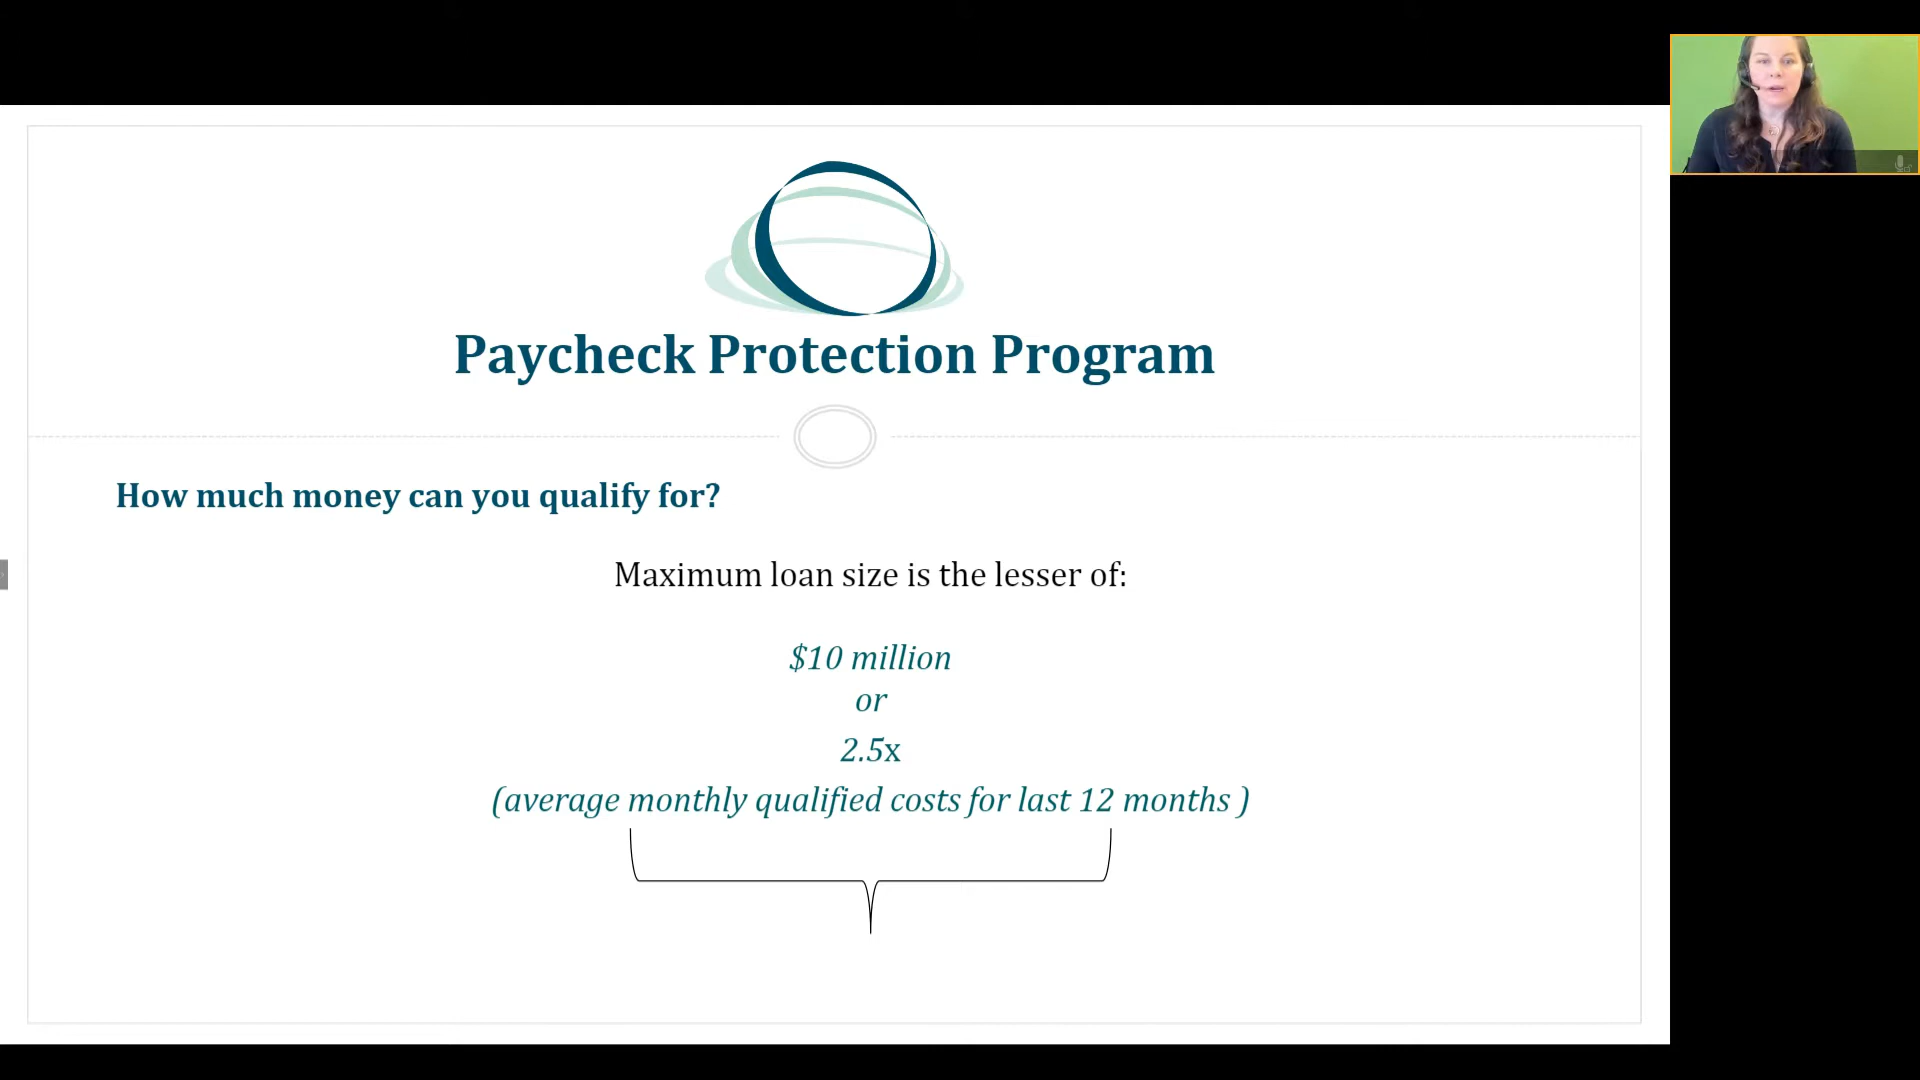 Paycheck Protection Program
How much money can you qualify for?
Maximum loan size is the lesser of:
$10 million
or
2.5x
(average monthly qualified costs for last 12 months )